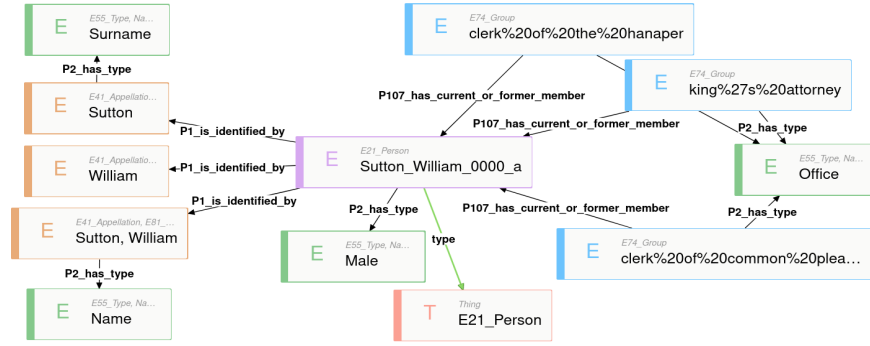 E55_Type, Na...
E Surname
P2_has_type
E41_Appellatio...
E Sutton
P1_is_identified_by
E41_Appellatio...
E William
P1_is_identified_by
P1_is_identified_by
E41_Appellation, E81_...
E Sutton, William
P2_has_type
E55_Type, Na...
E Name
E74_Group
E clerk%20of%20the%20hanaper
P107_has_current_or_former_member
E74_Group
E king%27s%20attorney
P107_has_current_or_former_member
P2_has_type
E21_Person
E Sutton_William_0000_a
E55_Type, Na...
E Office
P2_has_type
P107_has_current_or_former_member
P2_has_type
type
E55_Type, Na...
E Male
E74_Group
E clerk%20of%20common%20plea...
Thing
T E21_Person